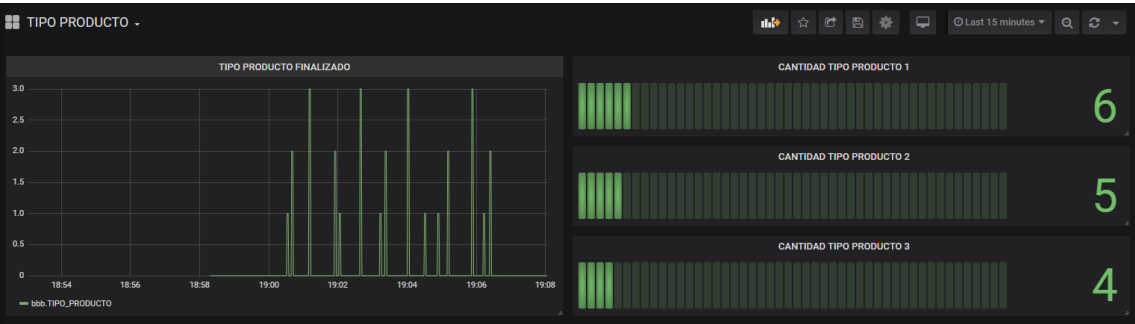 TIPO PRODUCTO
Last 15 minutes
TIPO PRODUCTO FINALIZADO
3.0
2.5
2.0
1.5
1.0
0.5
0
18:54 18:56 18:58 19:00 19:02 19:04 19:06 19:08
bbb.TIPO_PRODUCTO
CANTIDAD TIPO PRODUCTO 1
6
CANTIDAD TIPO PRODUCTO 2
5
CANTIDAD TIPO PRODUCTO 3
4